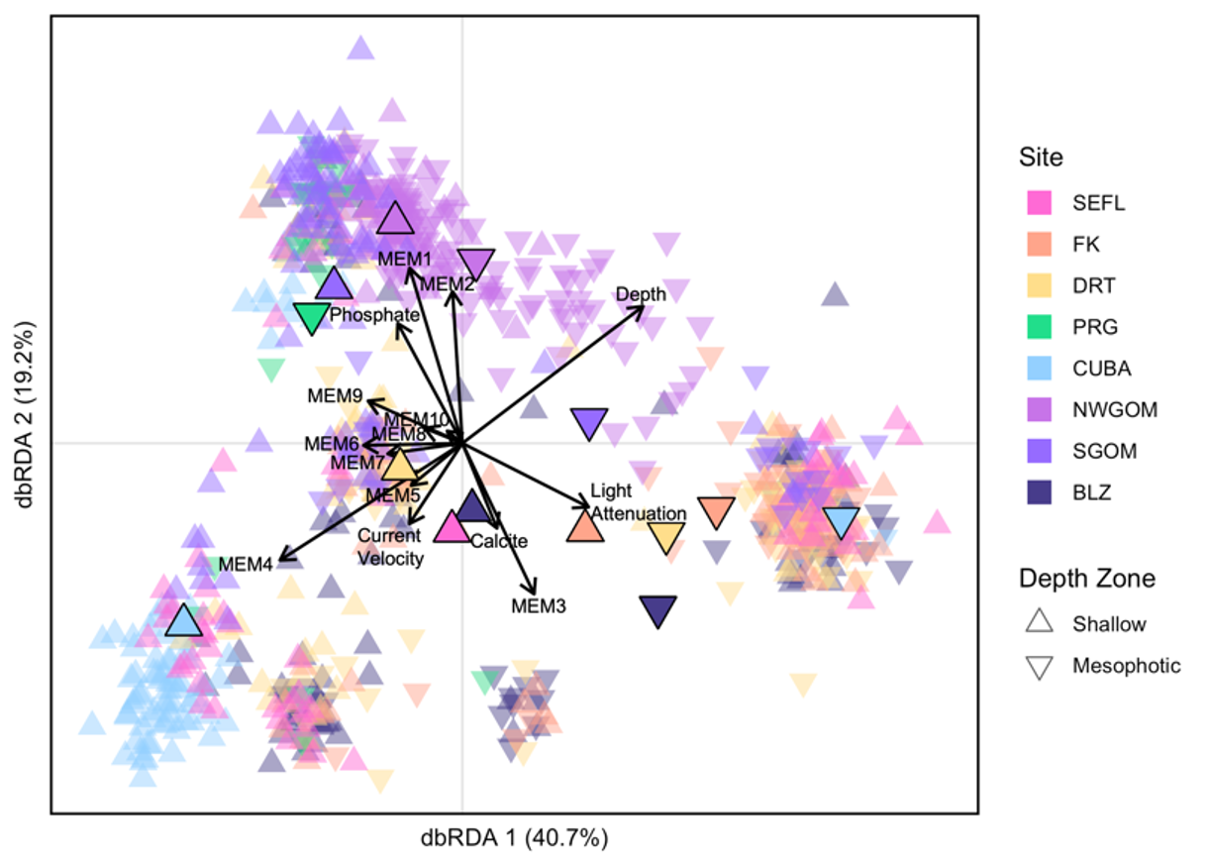 Site
SEFL
FK
DRT
PRG
CUBA
NWGOM
SGOM
BLZ
Depth Zone
Shallow
Mesophotic
MEM1
MEM2
Depth
Phosphate
MEM9
MEM10
MEM8
MEM6
MEM7
MEM5
Light
Attenuation
Current
Velocity
Calcite
MEM4
MEM3
dbRDA 2 (19.2%)
dbRDA 1 (40.7%)